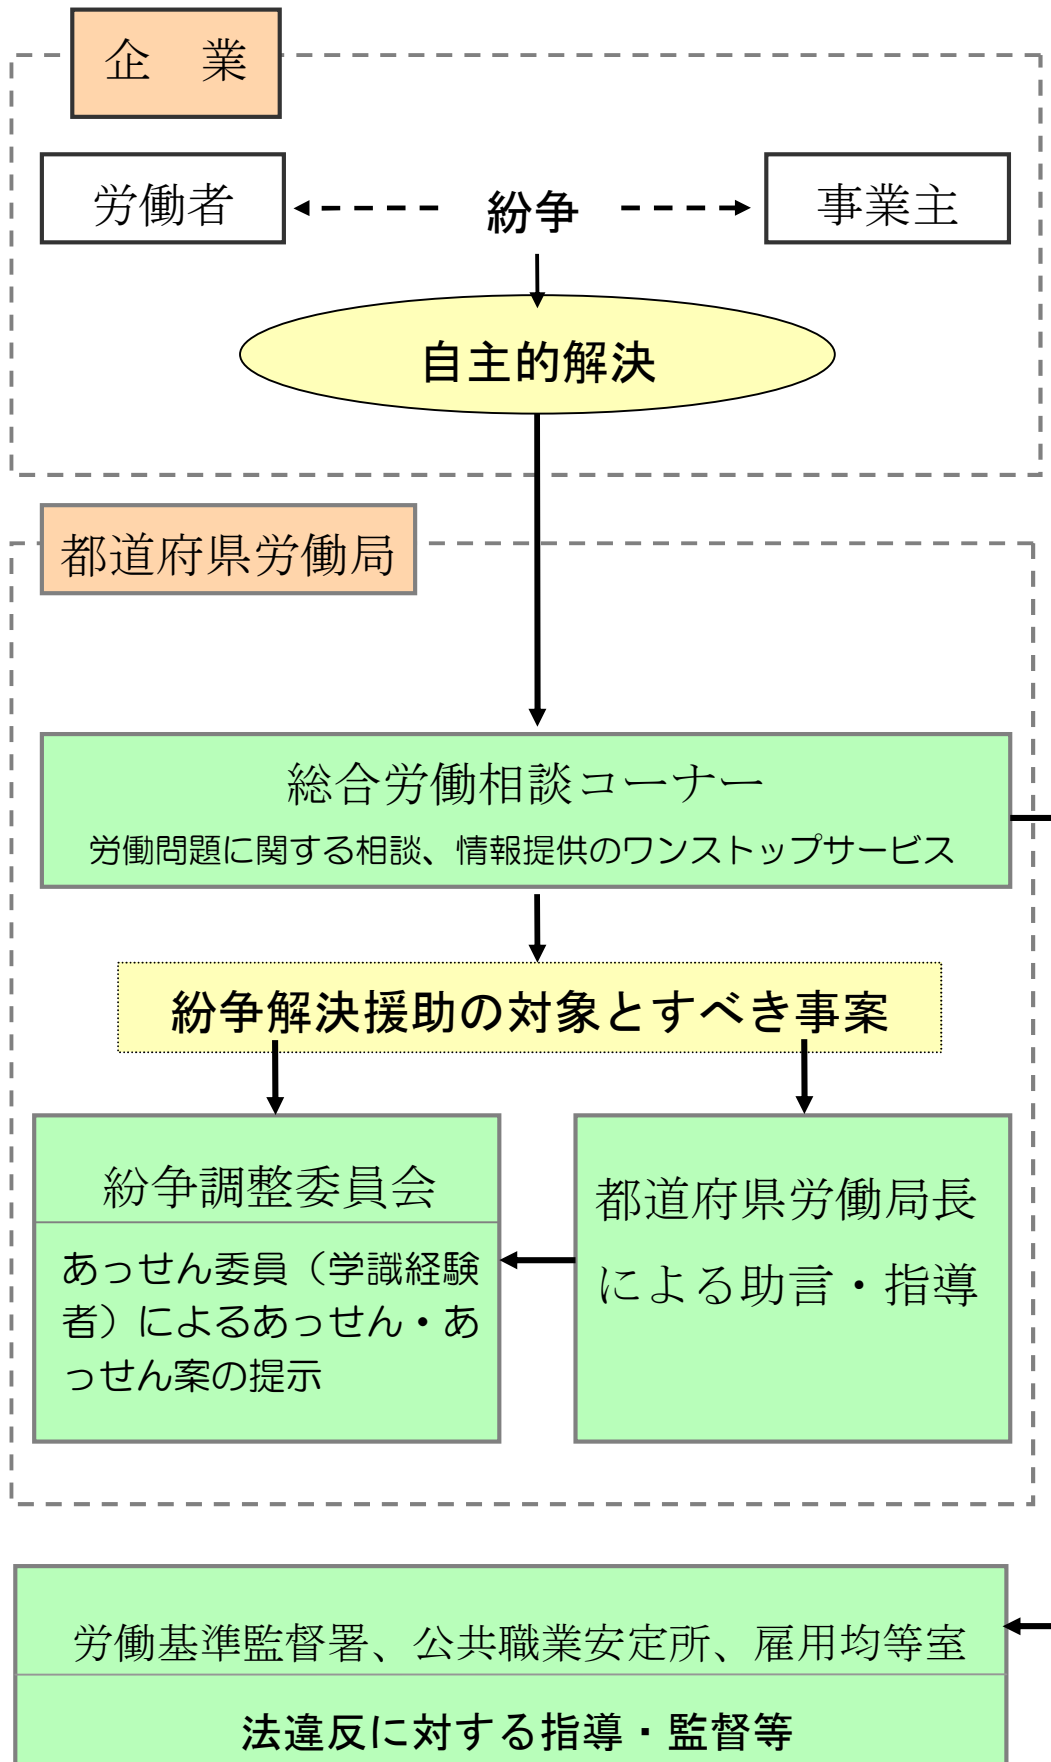 企　業
労働者
紛争
事業主
自主的解決
都道府県労働局
総合労働相談コーナー
労働問題に関する相談、情報提供のワンストップサービス
紛争解決援助の対象とすべき事案
紛争調整委員会
あっせん委員（学識経験
者）によるあっせん・あ
っせん案の提示
都道府県労働局長
による助言・指導
労働基準監督署、公共職業安定所、雇用均等室
法違反に対する指導・監督等